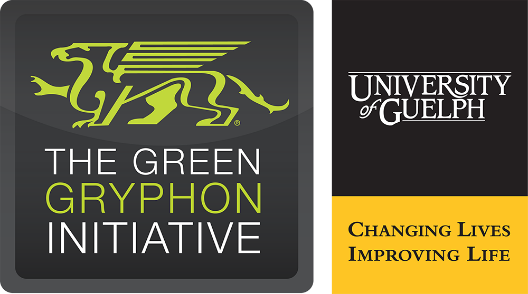 THE GREEN
GRYPHON
INITIATIVE
®
UNIVERSITY
of GUELPH
CHANGING LIVES
IMPROVING LIFE